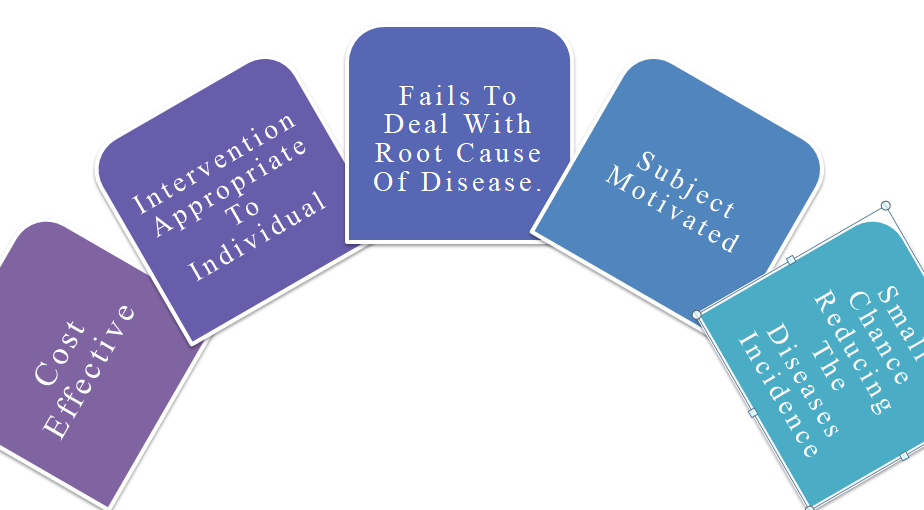 Cost
Effective
Intervention
Appropriate
To
Individual
Fails To
Deal With
Root Cause
Of Disease.
Subject
Motivated
Small
Chance
Reducing
The
Diseases
Incidence